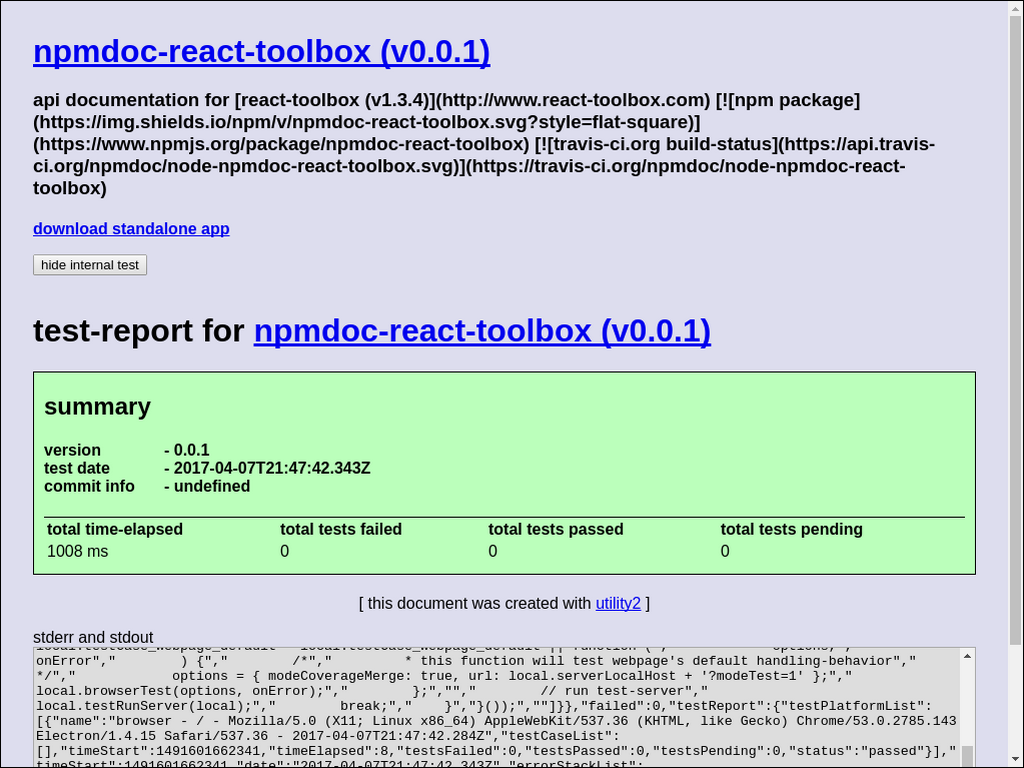 npmdoc-react-toolbox (v0.0.1)
api documentation for [react-toolbox (v1.3.4)](http://www.react-toolbox.com) [![npm package]
(https://img.shields.io/npm/v/npmdoc-react-toolbox.svg?style=flat-square)]
(https://www.npmjs.org/package/npmdoc-react-toolbox) [![travis-ci.org build-status](https://api.travis-
ci.org/npmdoc/node-npmdoc-react-toolbox.svg)](https://travis-ci.org/npmdoc/node-npmdoc-react-
toolbox)
download standalone app
hide internal test
test-report for npmdoc-react-toolbox (v0.0.1)
summary
version - 0.0.1
test date - 2017-04-07T21:47:42.343Z
commit info - undefined
total time-elapsed total tests failed total tests passed total tests pending
1008 ms 0 0 0
[ this document was created with utility2 ]
stderr and stdout
onError","        ) {","        /*","         * this function will test webpage's default handling-behavior","
*/","            options = { modeCoverageMerge: true, url: local.serverLocalHost + '?modeTest=1' };","
local.browserTest(options, onError);","        };","","        // run test-server","
local.testRunServer(local);","        break;","    }","}());",""]}},"failed":0,"testReport":{"testPlatformList":
[{"name":"browser - / - Mozilla/5.0 (X11; Linux x86_64) AppleWebKit/537.36 (KHTML, like Gecko) Chrome/53.0.2785.143
Electron/1.4.15 Safari/537.36 - 2017-04-07T21:47:42.284Z","testCaseList":
[],"timeStart":1491601662341,"timeElapsed":8,"testsFailed":0,"testsPassed":0,"testsPending":0,"status":"passed"}],"
timeStart":1491601662341,"date":"2017-04-07T21:47:42.343Z","errorStackList":